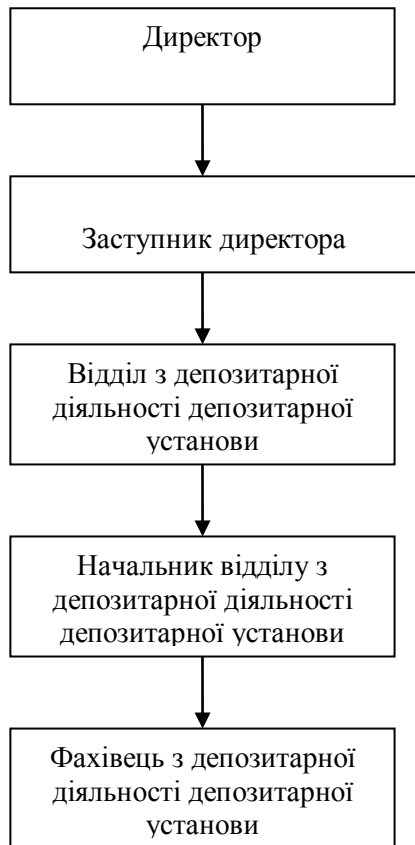 Директор
Заступник директора
Відділ з депозитарної
діяльності депозитарної
установи
Начальник відділу з
депозитарної діяльності
депозитарної установи
Фахівець з депозитарної
діяльності депозитарної
установи